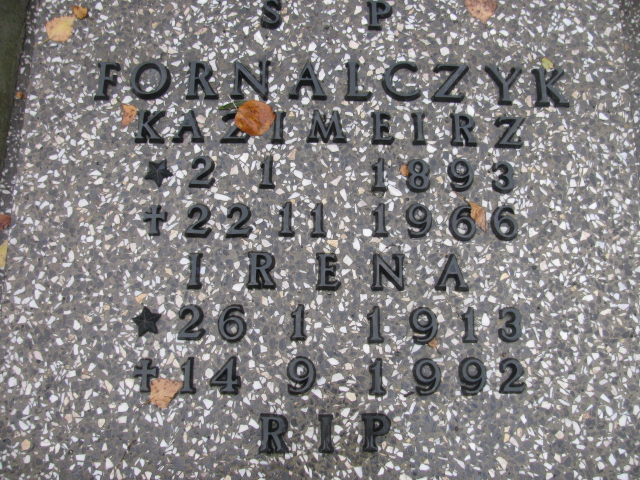 S P
FORNALCZYK
KAZIMEIRZ
★ 2 1 1893
✝ 22 11 1966
IRENA
★ 26 1 1913
✝ 14 9 1992
RIP